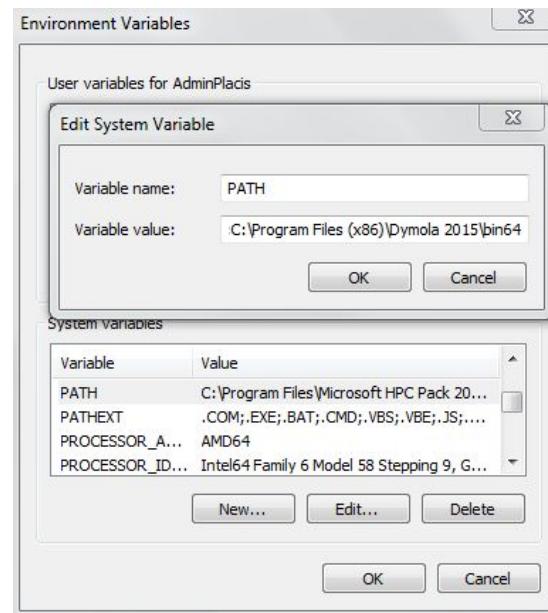 Environment Variables
User variables for AdminPlacis
Edit System Variable
Variable name: PATH
Variable value: C:\Program Files (x86)\Dymola 2015\bin64
OK Cancel
System variables
Variable Value
PATH C:\Program Files\Microsoft HPC Pack 20...
PATHEXT .COM;.EXE;.BAT;.CMD;.VBS;.VBE;.JS;....
PROCESSOR_A... AMD64
PROCESSOR_ID... Intel64 Family 6 Model 58 Stepping 9, G...
New... Edit... Delete
OK Cancel